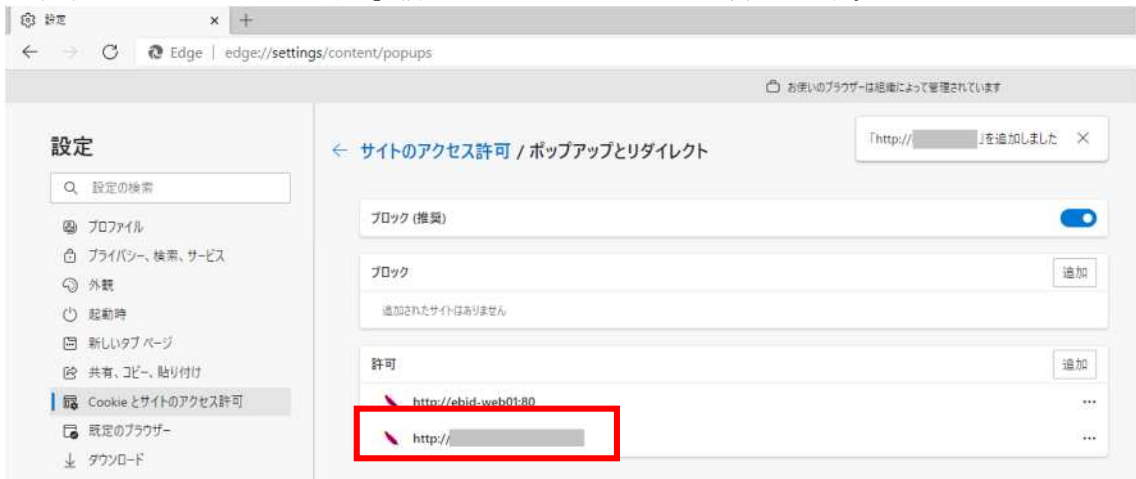 設定
Edge | edge://settings/content/popups
お使いのブラウザーは組織によって管理されています
設定
設定の検索
プロファイル
プライバシー、検索、サービス
外観
起動時
新しいタブ ページ
共有、コピー、貼り付け
Cookie とサイトのアクセス許可
既定のブラウザー
ダウンロード
サイトのアクセス許可 / ポップアップとリダイレクト
「http:// 」を追加しました
ブロック (推奨)
ブロック
追加
追加されたサイトはありません
許可
追加
http://ebid-web01:80
http://